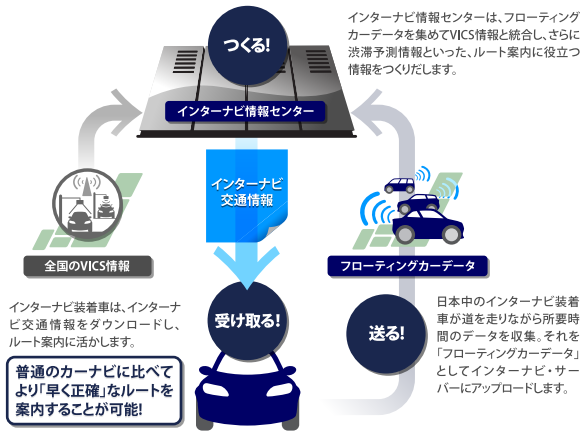 つくる!
インターナビ情報センターは、フローティング
カーデータを集めてVICS情報と統合し、さらに
渋滞予測情報といった、ルート案内に役立つ
情報をつくりだします。
インターナビ情報センター
インターナビ
交通情報
全国のVICS情報
フローティングカーデータ
インターナビ装着車は、インターナ
ビ交通情報をダウンロードし、
ルート案内に活かします。
普通のカーナビに比べて
より「早く正確」なルートを
案内することが可能!
受け取る!
送る!
日本中のインターナビ装着
車が道を走りながら所要時
間のデータを収集。それを
「フローティングカーデータ」
としてインターナビ・サー
バーにアップロードします。